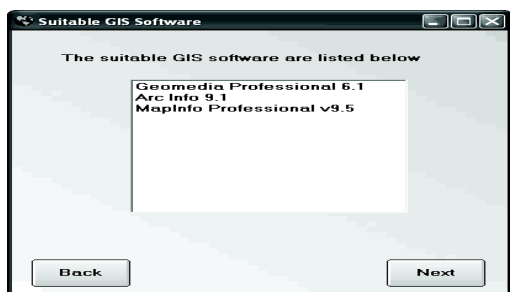 Suitable GIS Software
The suitable GIS software are listed below
Geomedia Professional 6.1
Arc Info 9.1
MapInfo Professional v9.5
Back
Next